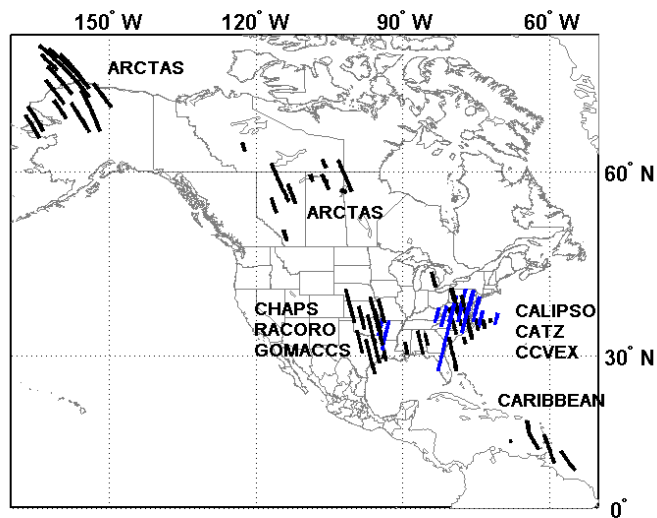 150° W 120° W 90° W 60° W
ARCTAS
60° N
ARCTAS
CHAPS
RACORO
GOMACCS
CALIPSO
CATZ
CCVEX
30° N
CARIBBEAN
0°